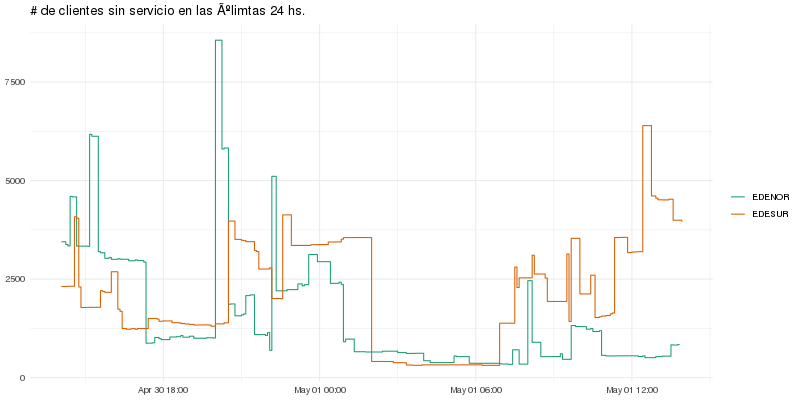 # de clientes sin servicio en las Ãºlimtas 24 hs.
7500
5000
2500
0
Apr 30 18:00
May 01 00:00
May 01 06:00
May 01 12:00
EDENOR
EDESUR